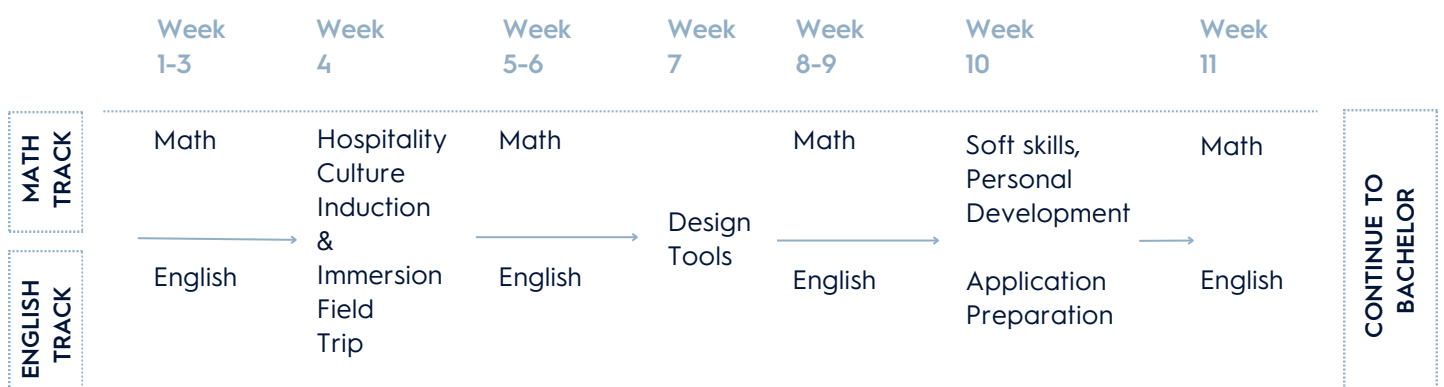 Week 1-3
Week 4
Week 5-6
Week 7
Week 8-9
Week 10
Week 11
MATH
TRACK
ENGLISH
TRACK
Math
English
Hospitality
Culture
Induction
&
Immersion
Field
Trip
Math
English
Design
Tools
Math
English
Soft skills,
Personal
Development
Application
Preparation
Math
English
CONTINUE TO
BACHELOR